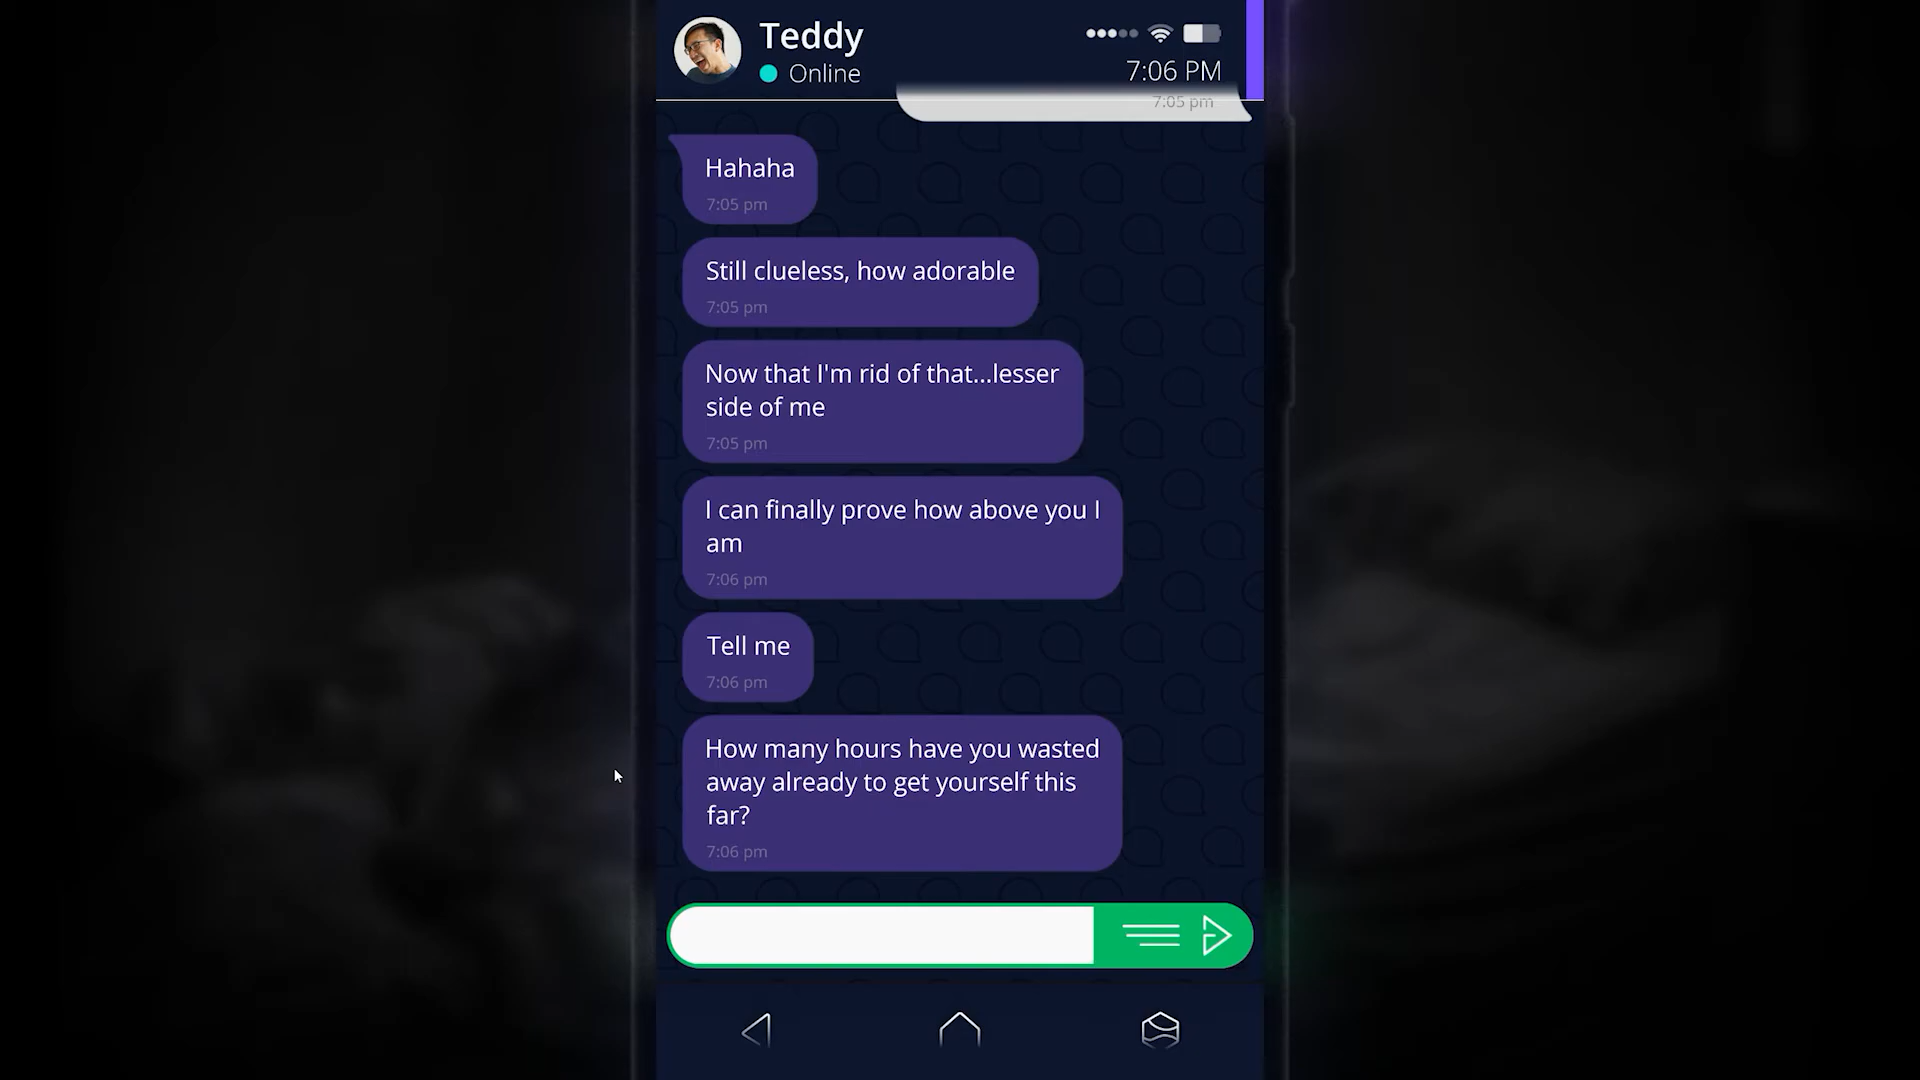 Teddy
Online
7:06 PM
7:05 pm
Hahaha
7:05 pm
Still clueless, how adorable
7:05 pm
Now that I'm rid of that...lesser
side of me
7:05 pm
I can finally prove how above you I
am
7:06 pm
Tell me
7:06 pm
How many hours have you wasted
away already to get yourself this
far?
7:06 pm